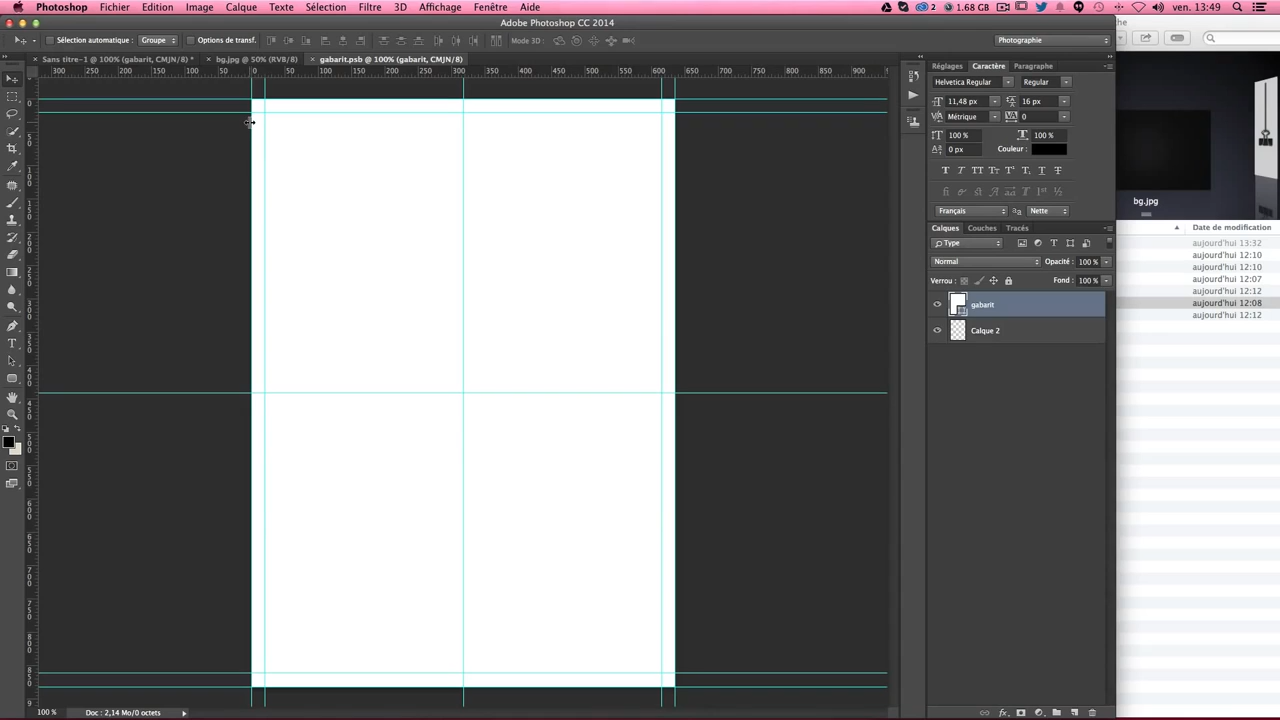 Photoshop Fichier Edition Image Calque Texte Sélection Filtre 3D Affichage Fenêtre Aide 2 1.68 GB ven. 13:49
Adobe Photoshop CC 2014
Sélection automatique : Groupe Options de transf. Mode 3D : Photographie
Sans titre-1 @ 100% (gabarit, CMJN/8) * bg.jpg @ 50% (RVB/8) gabarit.psb @ 100% (gabarit, CMJN/8)
300 250 200 150 100 50 0 50 100 150 200 250 300 350 400 450 500 550 600 650 700 750 800 850 900
Réglages Caractère Paragraphe
Helvetica Regular Regular
11,48 px 16 px
Métrique 0
100 % 100 %
0 px Couleur :
Français Nette
Calques Couches Tracés
Type
Normal Opacité : 100 %
Verrou : Fond : 100 %
gabarit
Calque 2
bg.jpg
Date de modification
aujourd'hui 13:32
aujourd'hui 12:10
aujourd'hui 12:10
aujourd'hui 12:07
aujourd'hui 12:12
aujourd'hui 12:08
aujourd'hui 12:12
100 % Doc : 2,14 Mo/0 octets